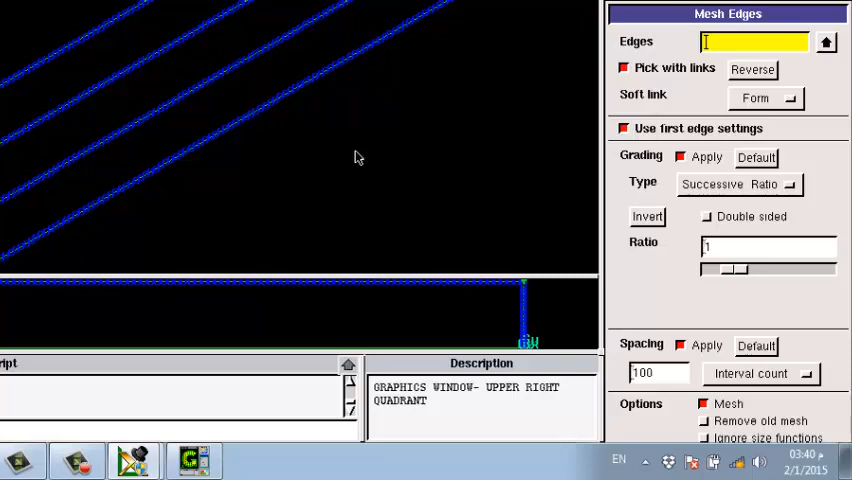 Mesh Edges
Edges
Pick with links Reverse
Soft link Form
Use first edge settings
Grading Apply Default
Type Successive Ratio
Invert Double sided
Ratio 1
Spacing Apply Default
100 Interval count
Options Mesh
Remove old mesh
Ignore size functions
ript
Description
GRAPHICS WINDOW- UPPER RIGHT
QUADRANT
EN
03:40 م
2/1/2015